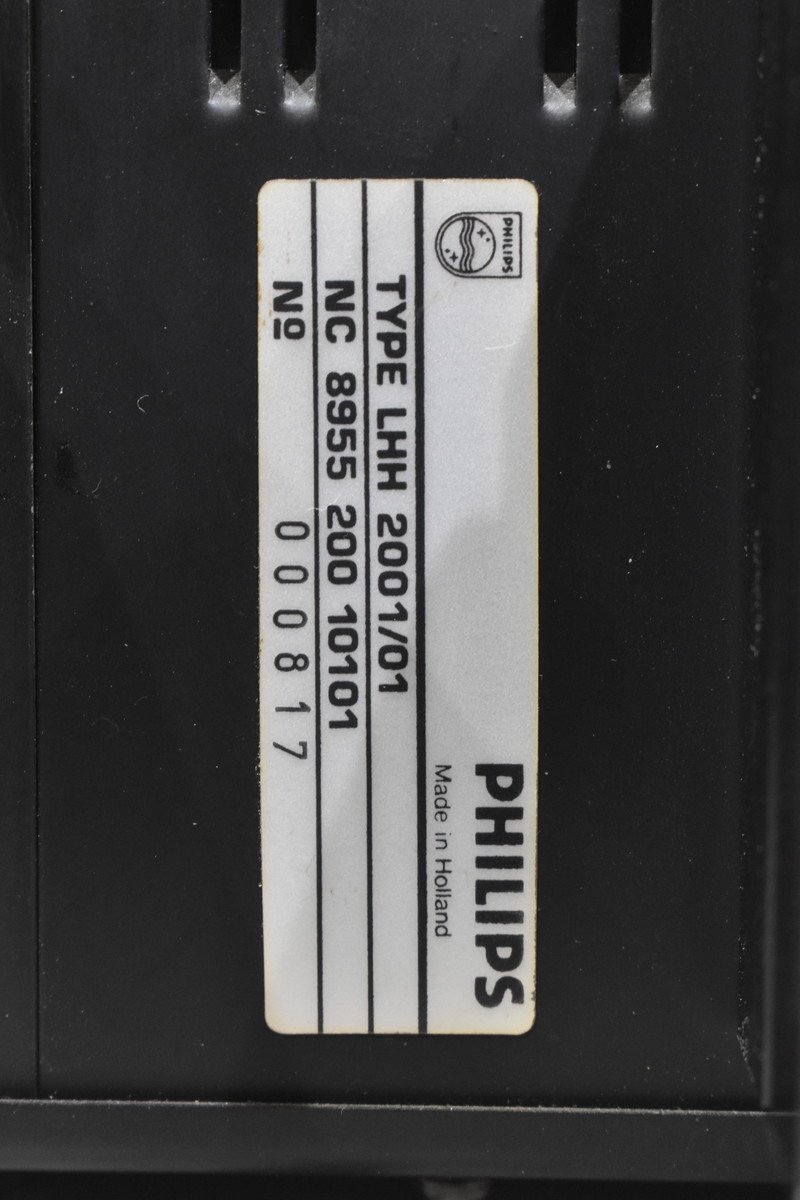 PHILIPS
PHILIPS
Made in Holland
TYPE LHH 2001/01
NC 8955 200 10101
Nº 000817